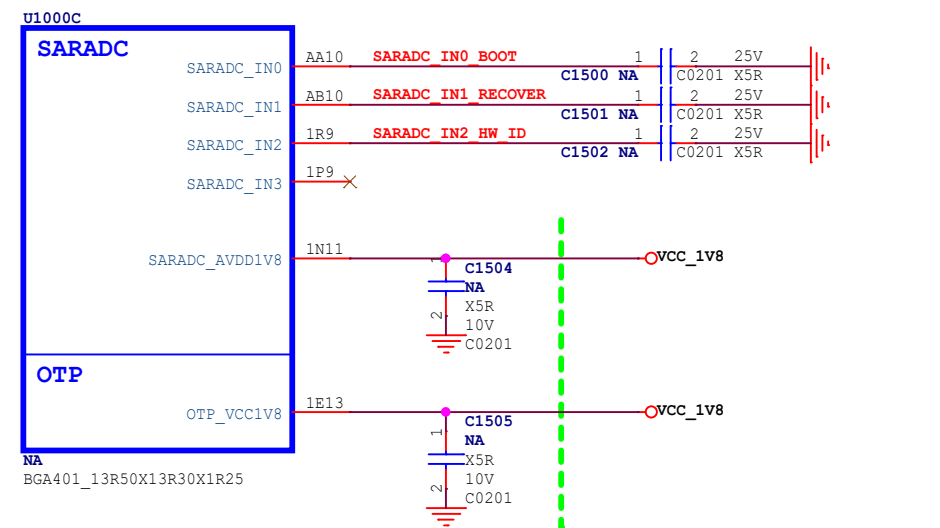 U1000C
SARADC
SARADC_IN0 AA10 SARADC_IN0_BOOT 1 2 25V
C1500 NA C0201 X5R
SARADC_IN1 AB10 SARADC_IN1_RECOVER 1 2 25V
C1501 NA C0201 X5R
SARADC_IN2 1R9 SARADC_IN2_HW_ID 1 2 25V
C1502 NA C0201 X5R
SARADC_IN3 1P9
SARADC_AVDD1V8 1N11 VCC_1V8
1 C1504
NA
X5R
2 10V
C0201
OTP
OTP_VCC1V8 1E13 VCC_1V8
1 C1505
NA
X5R
2 10V
C0201
NA
BGA401_13R50X13R30X1R25